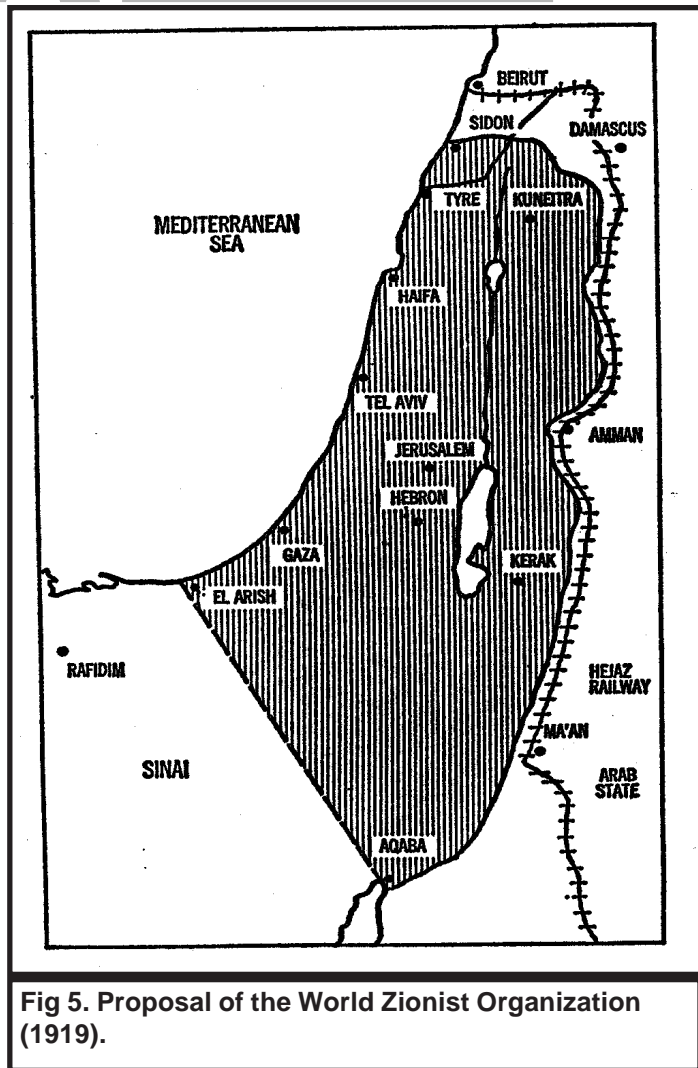 BEIRUT
SIDON
DAMASCUS
TYRE
KUNEITRA
MEDITERRANEAN
SEA
HAIFA
TEL AVIV
AMMAN
JERUSALEM
HEBRON
GAZA
KERAK
EL ARISH
RAFIDIM
HEJAZ
RAILWAY
MA'AN
SINAI
ARAB
STATE
AQABA
Fig 5. Proposal of the World Zionist Organization
(1919).